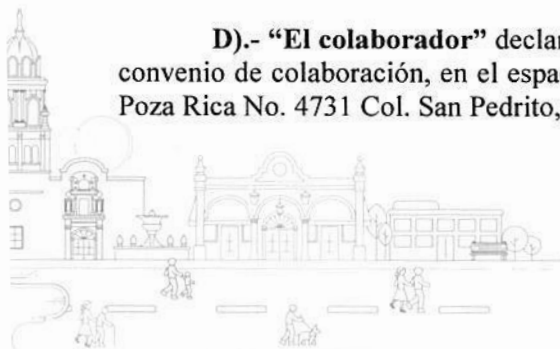 D).- “El colaborador” declar
convenio de colaboración, en el espa
Poza Rica No. 4731 Col. San Pedrito,